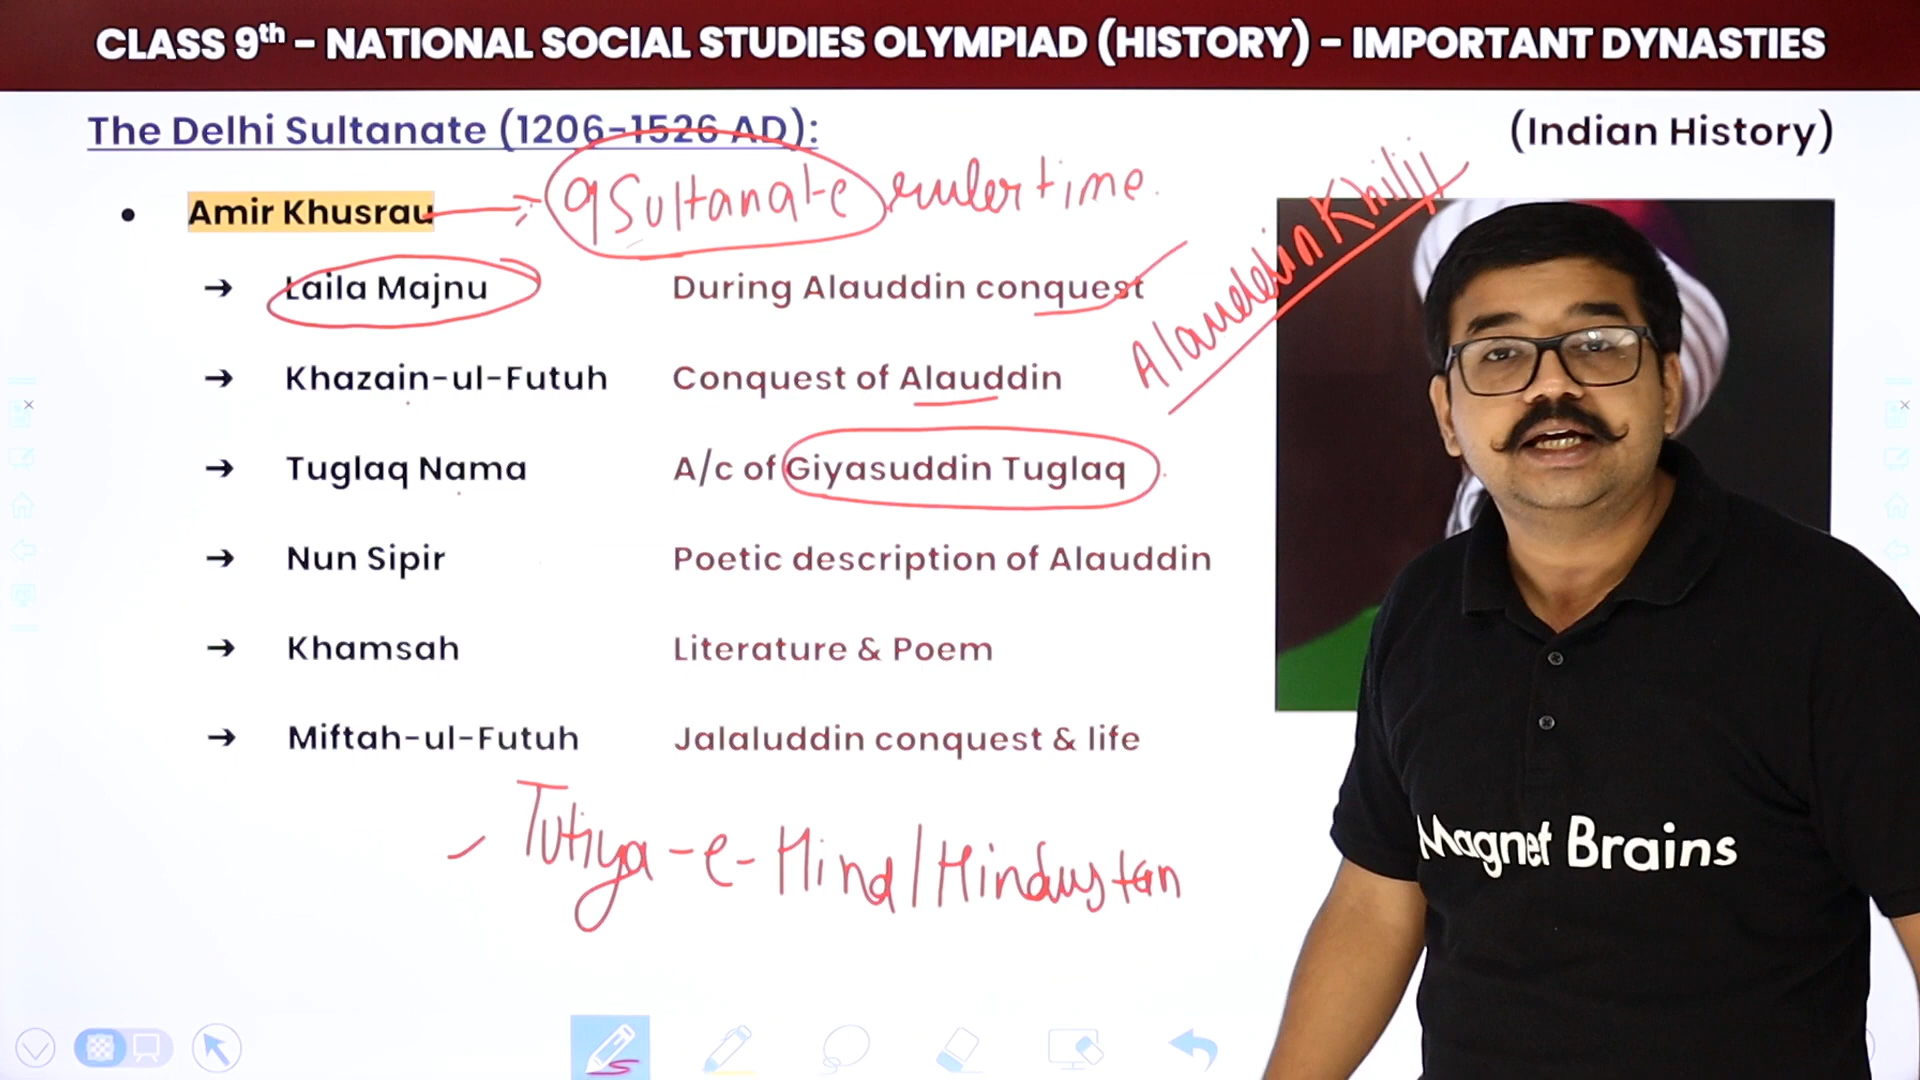 CLASS 9th - NATIONAL SOCIAL STUDIES OLYMPIAD (HISTORY) - IMPORTANT DYNASTIES
The Delhi Sultanate (1206-1526 AD): (Indian History)
• Amir Khusrau → 9 Sultanate ruler time.
→ Laila Majnu During Alauddin conquest
Alauddin Khilji
→ Khazain-ul-Futuh Conquest of Alauddin
→ Tuglaq Nama A/c of Giyasuddin Tuglaq
→ Nun Sipir Poetic description of Alauddin
→ Khamsah Literature & Poem
→ Miftah-ul-Futuh Jalaluddin conquest & life
- Tutiya-e-Hind/Hindustan
Magnet Brains